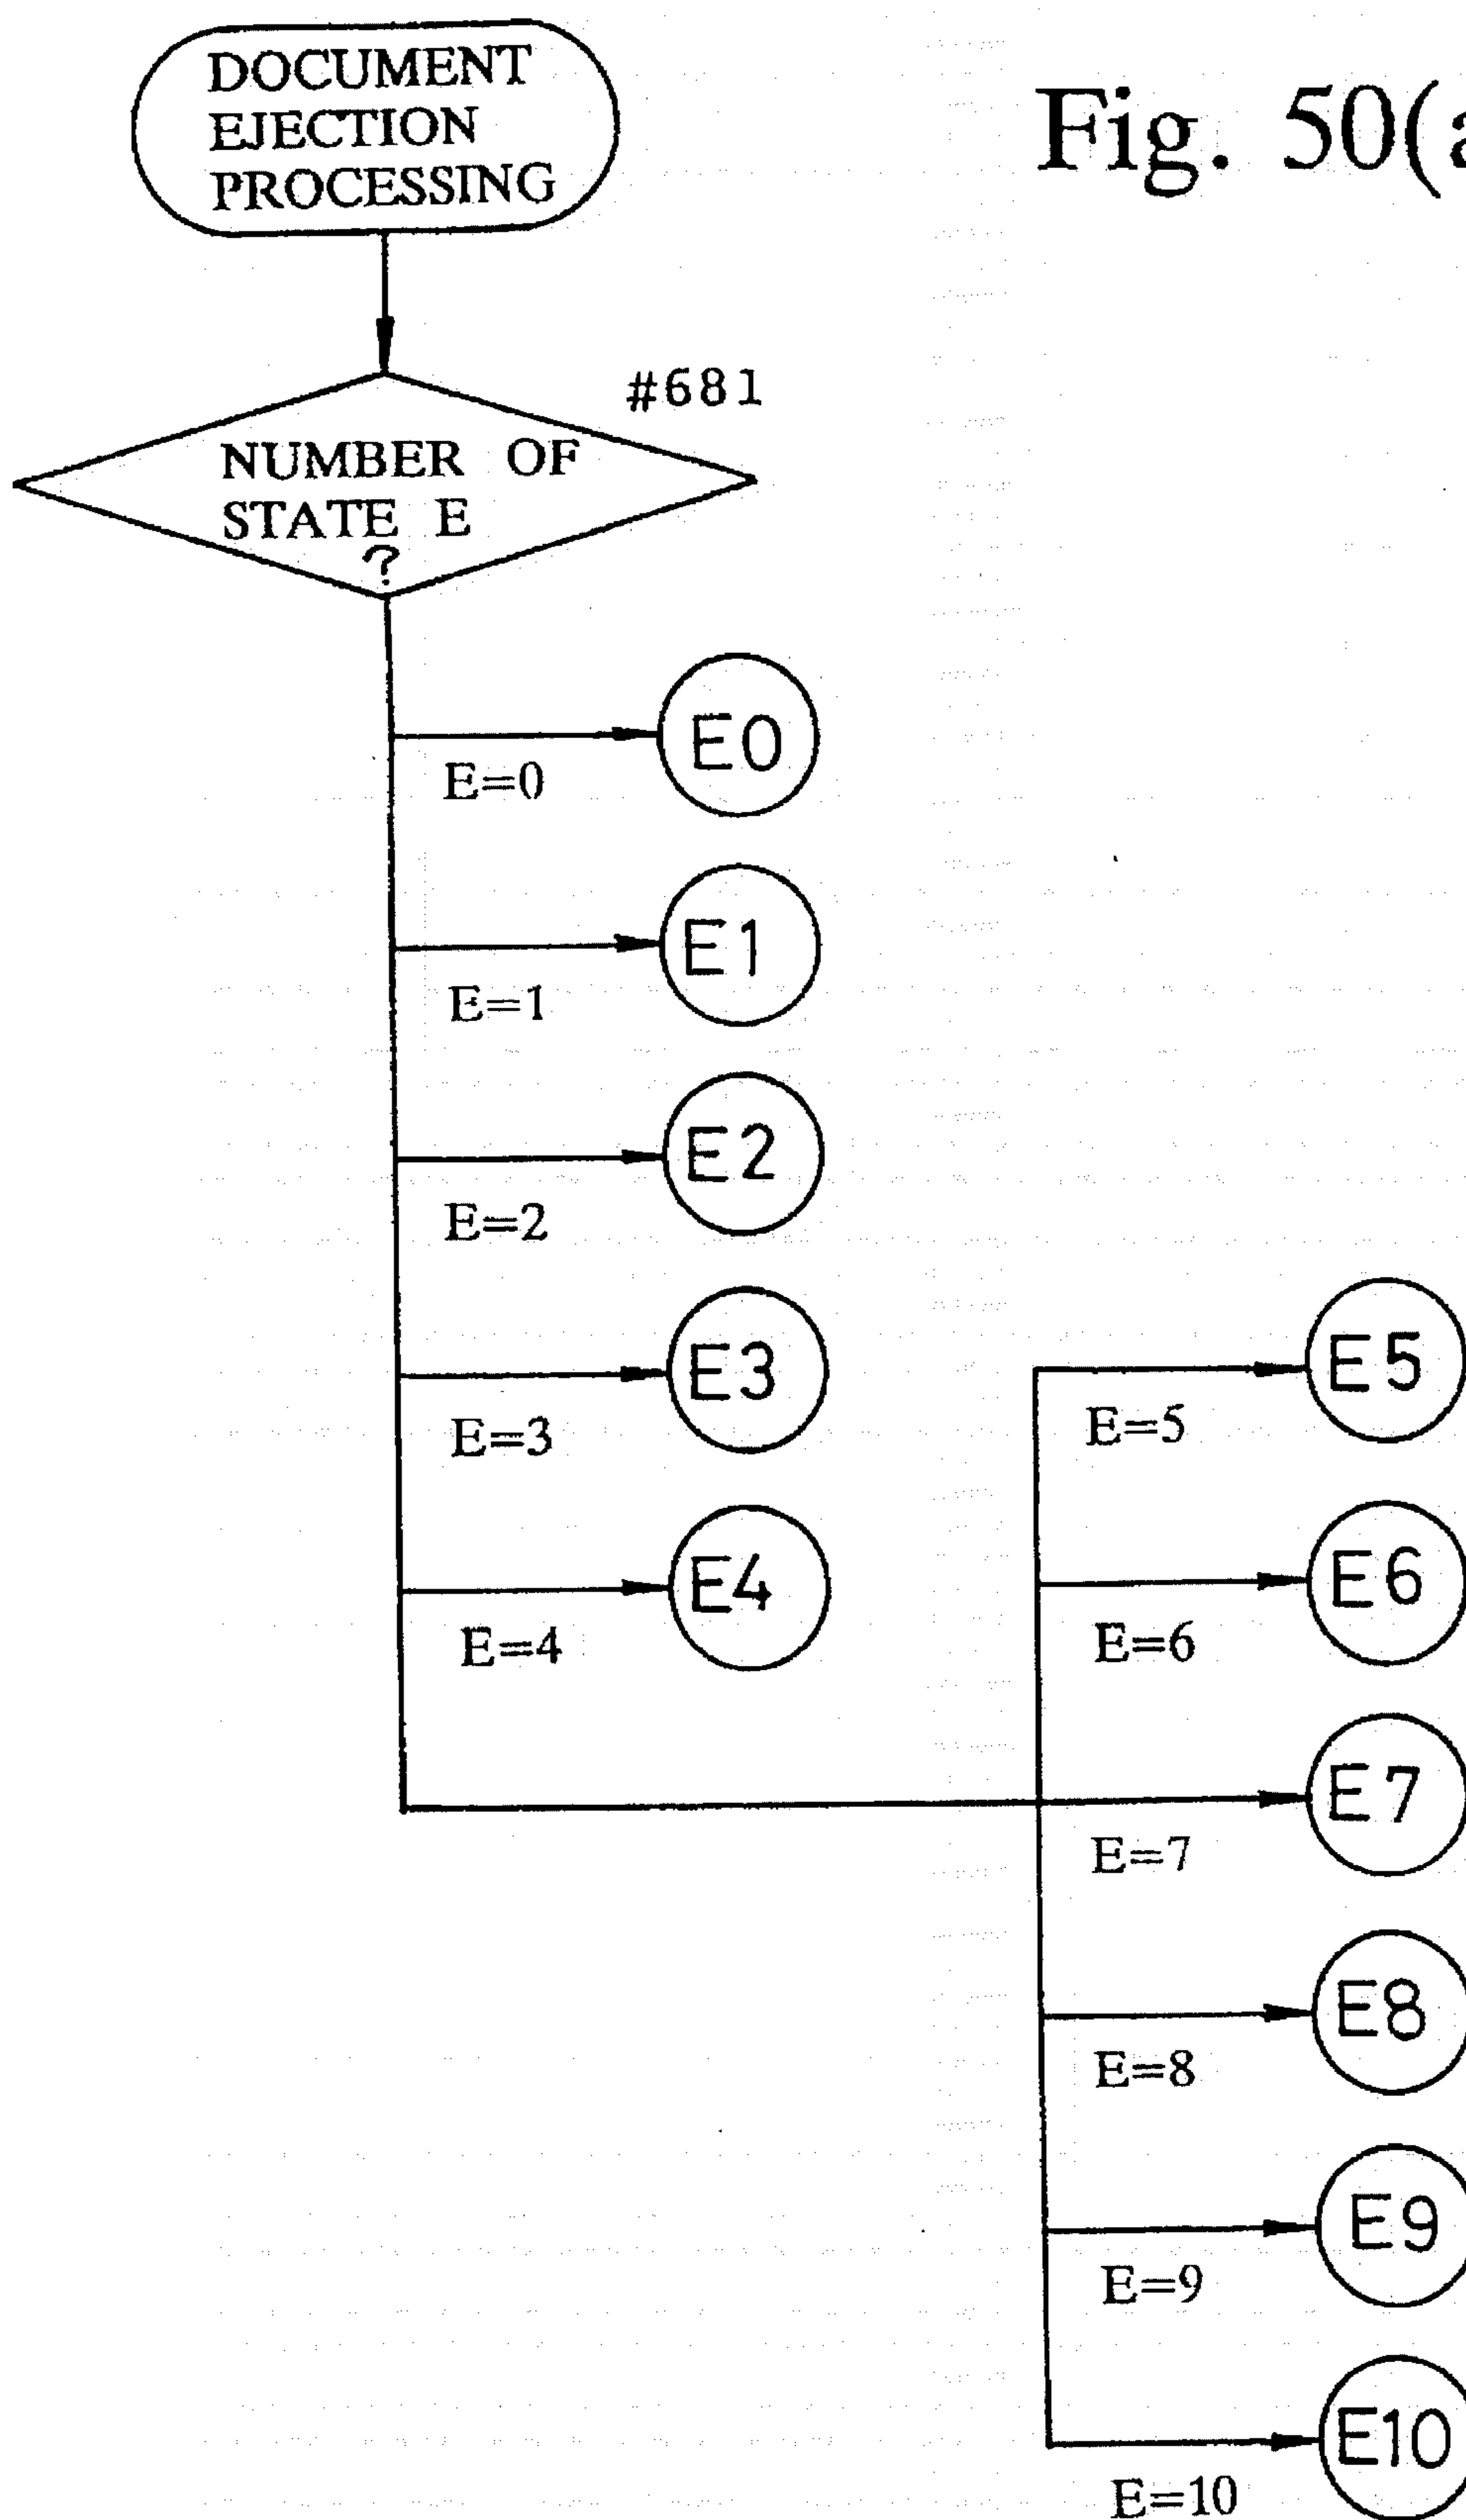 DOCUMENT
EJECTION
PROCESSING
Fig. 50(a
#681
NUMBER OF
STATE E
?
E0
E=0
E1
E=1
E2
E=2
E3
E=3
E4
E=4
E5
E=5
E6
E=6
E7
E=7
E8
E=8
E9
E=9
E10
E=10